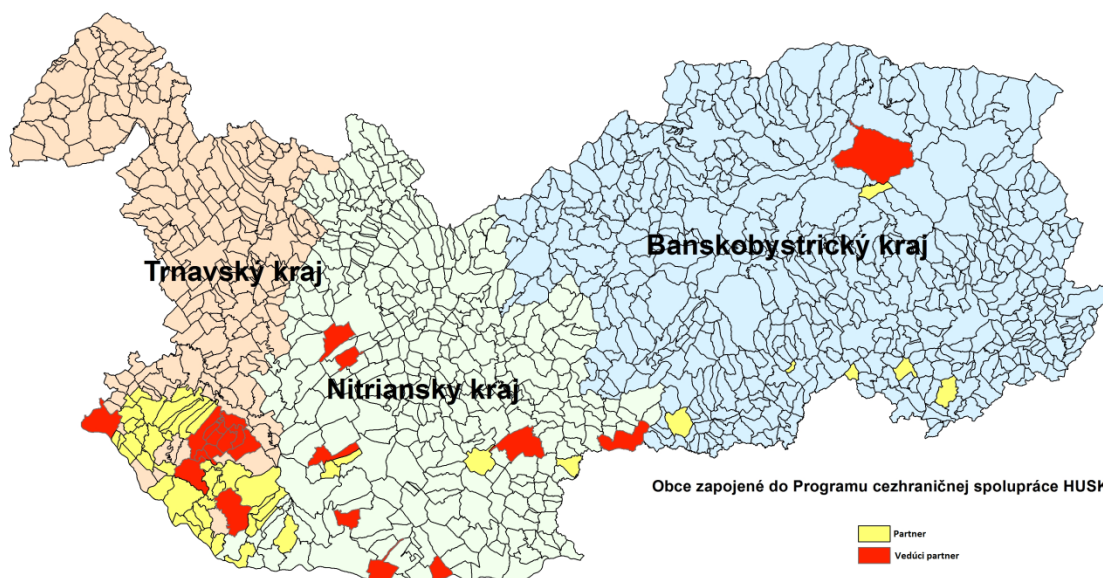 Banskobystrický kraj
Trnavský kraj
Nitriansky kraj
Obce zapojené do Programu cezhraničnej spolupráce HUSK
Partner
Vedúci partner